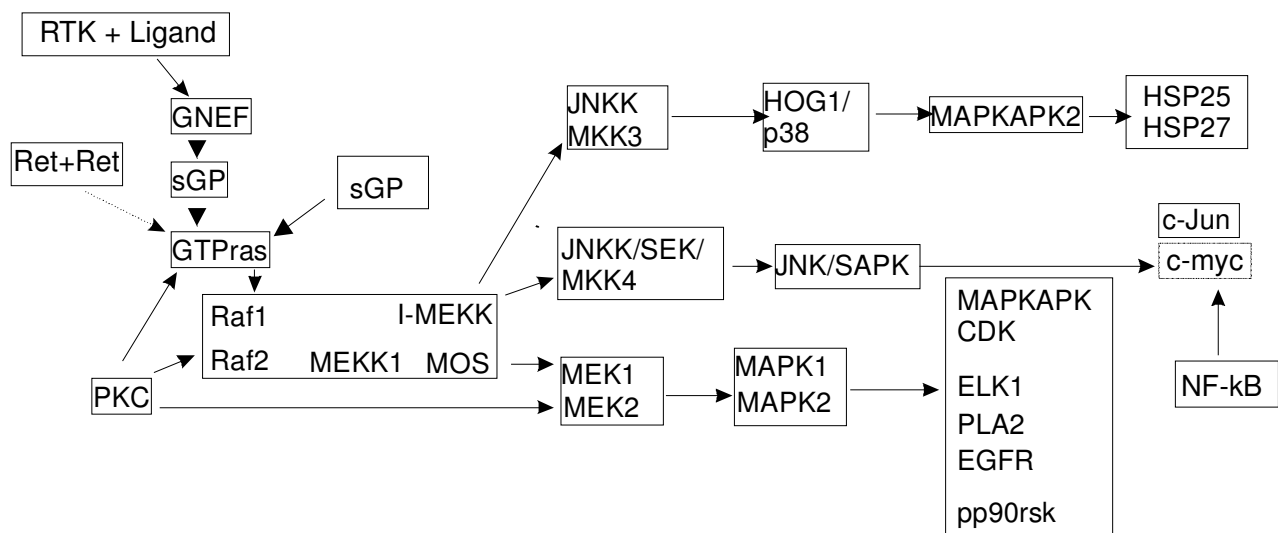 RTK + Ligand
GNEF
Ret+Ret
sGP
sGP
GTPras
Raf1
I-MEKK
Raf2
MEKK1
MOS
PKC
JNKK
MKK3
HOG1/
p38
MAPKAPK2
HSP25
HSP27
JNKK/SEK/
MKK4
JNK/SAPK
c-Jun
c-myc
NF-kB
MEK1
MEK2
MAPK1
MAPK2
MAPKAPK
CDK
ELK1
PLA2
EGFR
pp90rsk